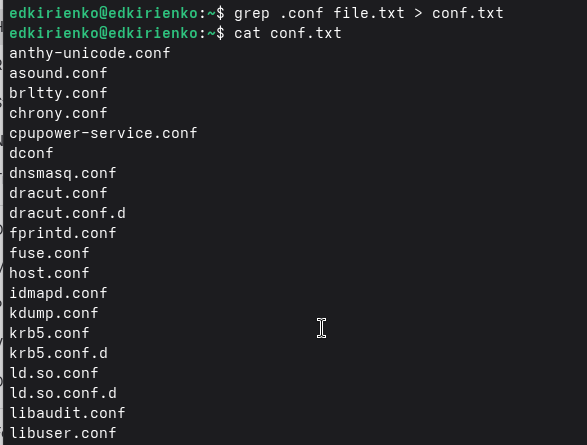 edkirienko@edkirienko:~$ grep .conf file.txt > conf.txt
edkirienko@edkirienko:~$ cat conf.txt
anthy-unicode.conf
asound.conf
brltty.conf
chrony.conf
cpupower-service.conf
dconf
dnsmasq.conf
dracut.conf
dracut.conf.d
fprintd.conf
fuse.conf
host.conf
idmapd.conf
kdump.conf
krb5.conf
krb5.conf.d
ld.so.conf
ld.so.conf.d
libaudit.conf
libuser.conf